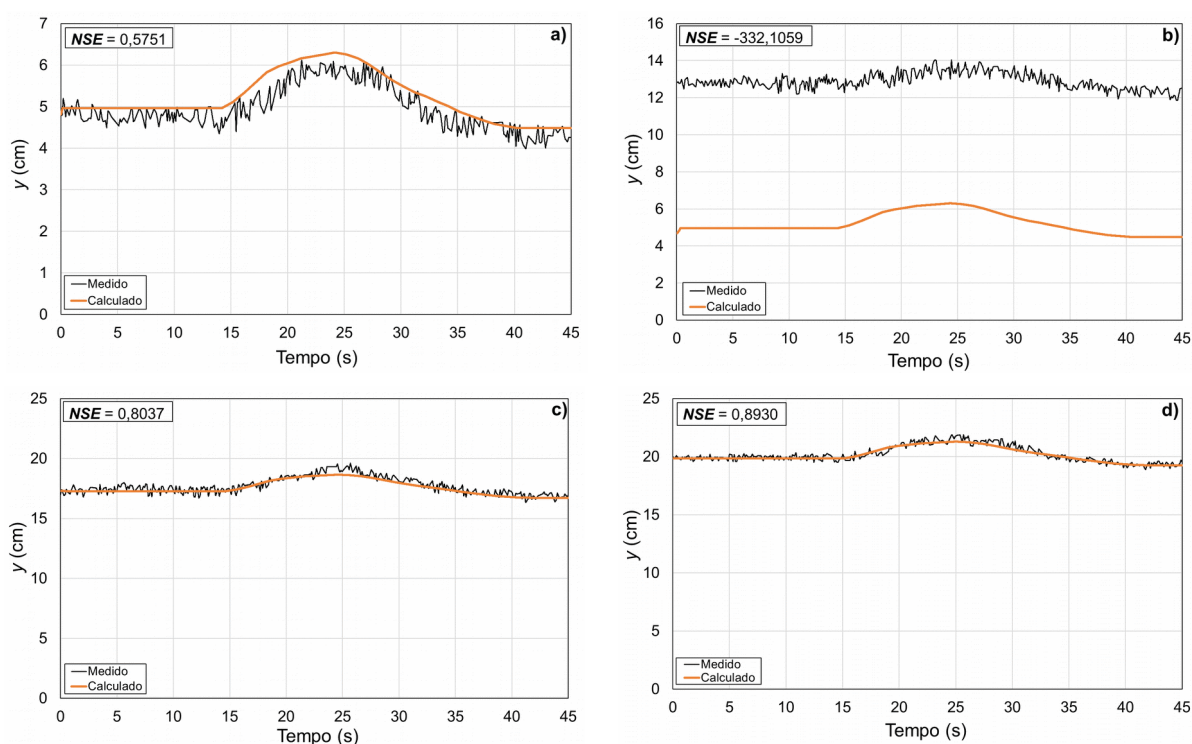 NSE = 0,5751
a)
7
6
5
4
3
2
1
0
y (cm)
Medido
Calculado
0 5 10 15 20 25 30 35 40 45
Tempo (s)
NSE = -332,1059
b)
16
14
12
10
8
6
4
2
0
y (cm)
Medido
Calculado
0 5 10 15 20 25 30 35 40 45
Tempo (s)
NSE = 0,8037
c)
25
20
15
10
5
0
y (cm)
Medido
Calculado
0 5 10 15 20 25 30 35 40 45
Tempo (s)
NSE = 0,8930
d)
25
20
15
10
5
0
y (cm)
Medido
Calculado
0 5 10 15 20 25 30 35 40 45
Tempo (s)